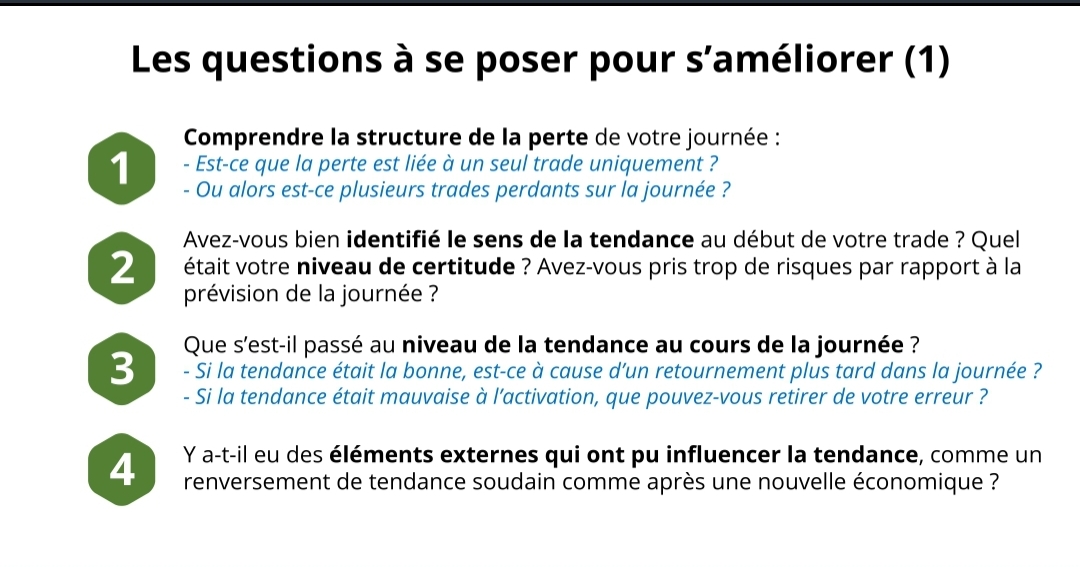 Les questions à se poser pour s’améliorer (1)
1
Comprendre la structure de la perte de votre journée :
- Est-ce que la perte est liée à un seul trade uniquement ?
- Ou alors est-ce plusieurs trades perdants sur la journée ?
2
Avez-vous bien identifié le sens de la tendance au début de votre trade ? Quel
était votre niveau de certitude ? Avez-vous pris trop de risques par rapport à la
prévision de la journée ?
3
Que s’est-il passé au niveau de la tendance au cours de la journée ?
- Si la tendance était la bonne, est-ce à cause d’un retournement plus tard dans la journée ?
- Si la tendance était mauvaise à l’activation, que pouvez-vous retirer de votre erreur ?
4
Y a-t-il eu des éléments externes qui ont pu influencer la tendance, comme un
renversement de tendance soudain comme après une nouvelle économique ?